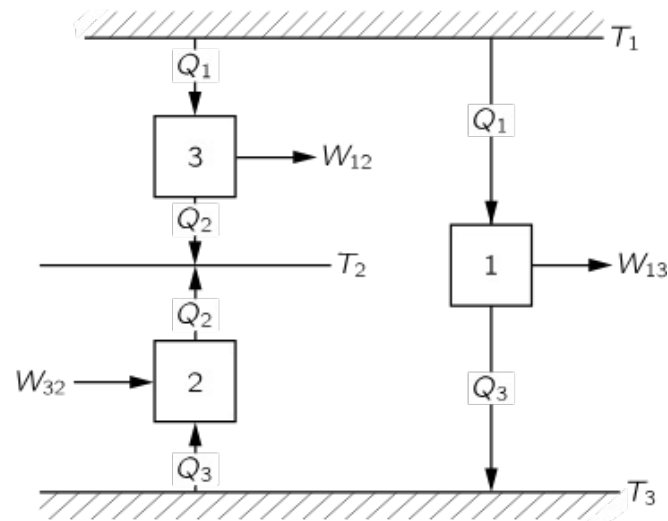 T₁
Q₁
Q₁
3
W₁₂
Q₂
T₂
1
W₁₃
Q₂
W₃₂
2
Q₃
Q₃
T₃